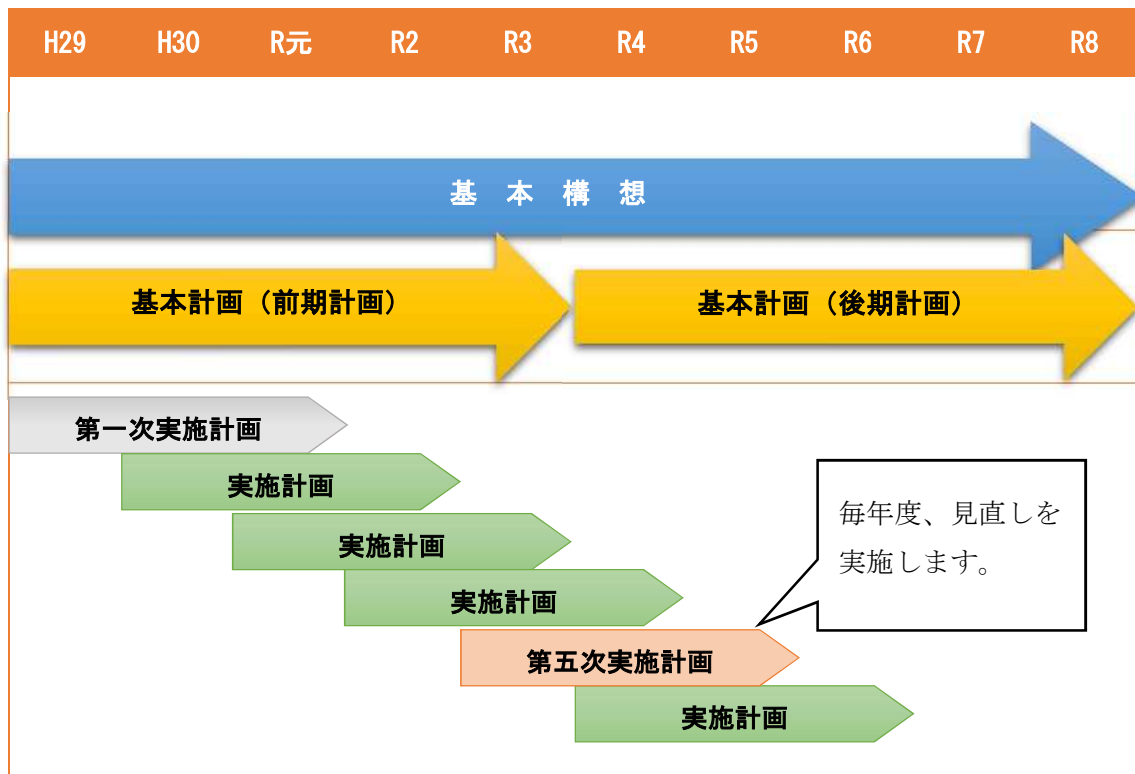 H29 H30 R元 R2 R3 R4 R5 R6 R7 R8
基 本 構 想
基本計画（前期計画） 基本計画（後期計画）
第一次実施計画
実施計画
実施計画
実施計画
毎年度、見直しを
実施します。
第五次実施計画
実施計画